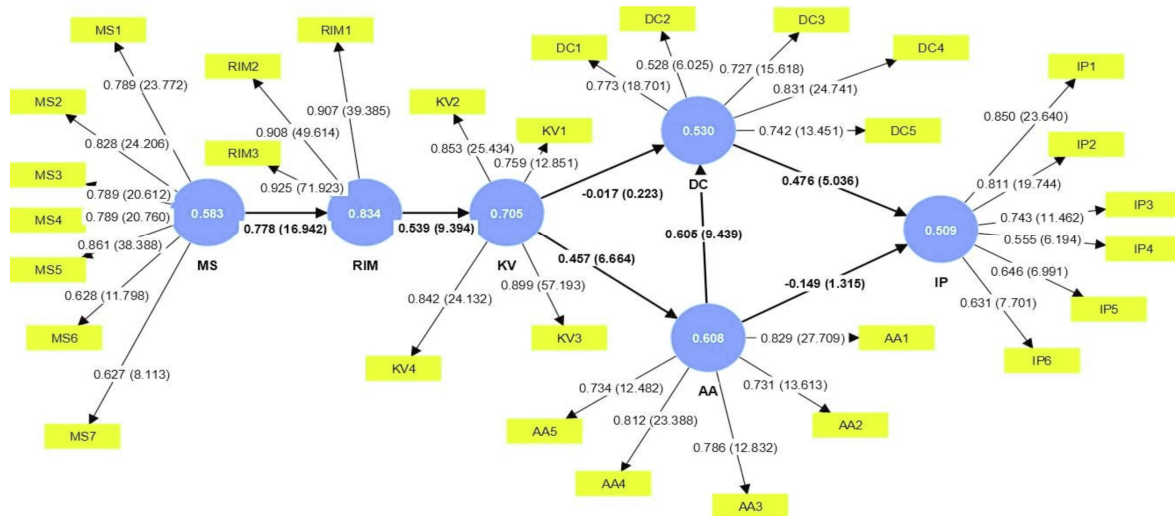 MS1
RIM1
RIM2
MS2
RIM3
MS3
MS4
MS5
MS6
MS7
0.789 (23.772)
0.828 (24.206)
0.789 (20.612)
0.789 (20.760)
0.861 (38.388)
0.628 (11.798)
0.627 (8.113)
0.583
MS
0.778 (16.942)
0.907 (39.385)
0.908 (49.614)
0.925 (71.923)
0.834
RIM
0.539 (9.394)
KV2
KV1
0.853 (25.434)
0.759 (12.851)
0.705
KV
0.842 (24.132)
0.899 (57.193)
KV4
KV3
-0.017 (0.223)
0.457 (6.664)
DC1
DC2
DC3
DC4
DC5
0.773 (18.701)
0.528 (6.025)
0.727 (15.618)
0.831 (24.741)
0.742 (13.451)
0.530
DC
0.605 (9.439)
0.476 (5.036)
-0.149 (1.315)
0.608
AA
0.829 (27.709)
0.731 (13.613)
0.786 (12.832)
0.812 (23.388)
0.734 (12.482)
AA1
AA2
AA3
AA4
AA5
0.509
IP
0.850 (23.640)
0.811 (19.744)
0.743 (11.462)
0.555 (6.194)
0.646 (6.991)
0.631 (7.701)
IP1
IP2
IP3
IP4
IP5
IP6